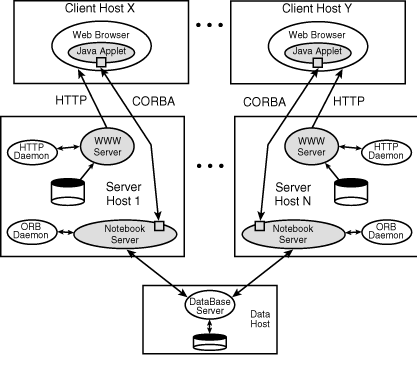 Client Host X
Client Host Y
Web Browser
Java Applet
Web Browser
Java Applet
HTTP
CORBA
CORBA
HTTP
WWW
Server
HTTP
Daemon
Server
Host 1
ORB
Daemon
Notebook
Server
WWW
Server
HTTP
Daemon
Server
Host N
Notebook
Server
ORB
Daemon
DataBase
Server
Data
Host